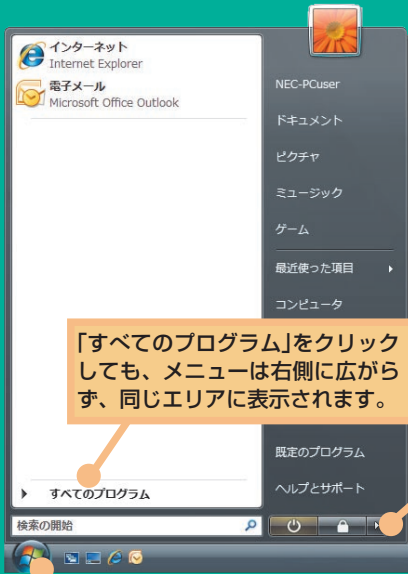 インターネット
Internet Explorer
電子メール
Microsoft Office Outlook
NEC-PCuser
ドキュメント
ピクチャ
ミュージック
ゲーム
最近使った項目
コンピュータ
「すべてのプログラム」をクリック
しても、メニューは右側に広がら
ず、同じエリアに表示されます。
既定のプログラム
ヘルプとサポート
すべてのプログラム
検索の開始